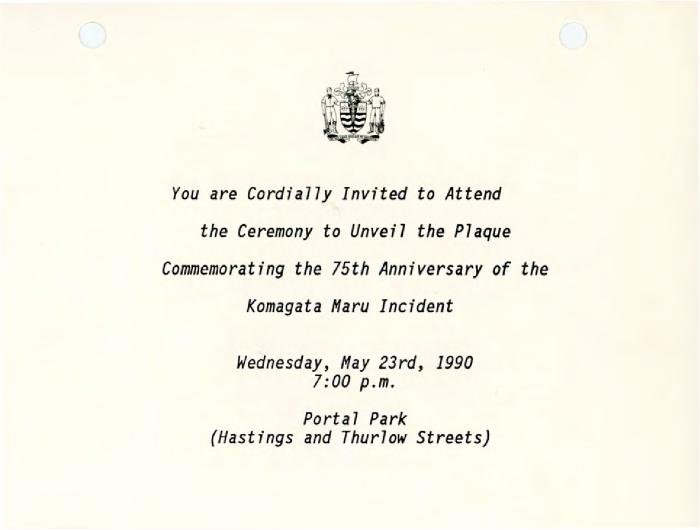 You are Cordially Invited to Attend
the Ceremony to Unveil the Plaque
Commemorating the 75th Anniversary of the
Komagata Maru Incident
Wednesday, May 23rd, 1990
7:00 p.m.
Portal Park
(Hastings and Thurlow Streets)